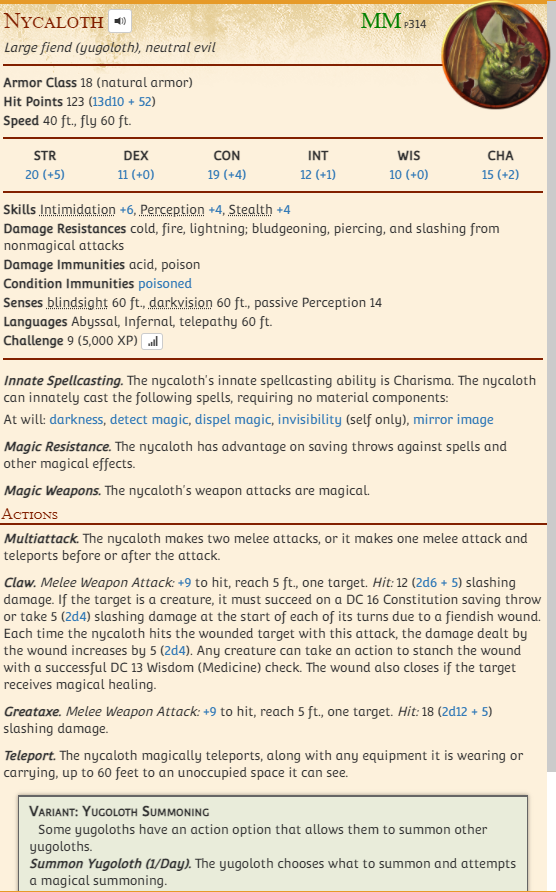 Nycaloth
MM p314
Large fiend (yugoloth), neutral evil
Armor Class 18 (natural armor)
Hit Points 123 (13d10 + 52)
Speed 40 ft., fly 60 ft.
STR DEX CON INT WIS CHA
20 (+5) 11 (+0) 19 (+4) 12 (+1) 10 (+0) 15 (+2)
Skills Intimidation +6, Perception +4, Stealth +4
Damage Resistances cold, fire, lightning; bludgeoning, piercing, and slashing from
nonmagical attacks
Damage Immunities acid, poison
Condition Immunities poisoned
Senses blindsight 60 ft., darkvision 60 ft., passive Perception 14
Languages Abyssal, Infernal, telepathy 60 ft.
Challenge 9 (5,000 XP)
Innate Spellcasting. The nycaloth's innate spellcasting ability is Charisma. The nycaloth
can innately cast the following spells, requiring no material components:
At will: darkness, detect magic, dispel magic, invisibility (self only), mirror image
Magic Resistance. The nycaloth has advantage on saving throws against spells and
other magical effects.
Magic Weapons. The nycaloth's weapon attacks are magical.
Actions
Multiattack. The nycaloth makes two melee attacks, or it makes one melee attack and
teleports before or after the attack.
Claw. Melee Weapon Attack: +9 to hit, reach 5 ft., one target. Hit: 12 (2d6 + 5) slashing
damage. If the target is a creature, it must succeed on a DC 16 Constitution saving throw
or take 5 (2d4) slashing damage at the start of each of its turns due to a fiendish wound.
Each time the nycaloth hits the wounded target with this attack, the damage dealt by
the wound increases by 5 (2d4). Any creature can take an action to stanch the wound
with a successful DC 13 Wisdom (Medicine) check. The wound also closes if the target
receives magical healing.
Greataxe. Melee Weapon Attack: +9 to hit, reach 5 ft., one target. Hit: 18 (2d12 + 5)
slashing damage.
Teleport. The nycaloth magically teleports, along with any equipment it is wearing or
carrying, up to 60 feet to an unoccupied space it can see.
Variant: Yugoloth Summoning
Some yugoloths have an action option that allows them to summon other
yugoloths.
Summon Yugoloth (1/Day). The yugoloth chooses what to summon and attempts
a magical summoning.